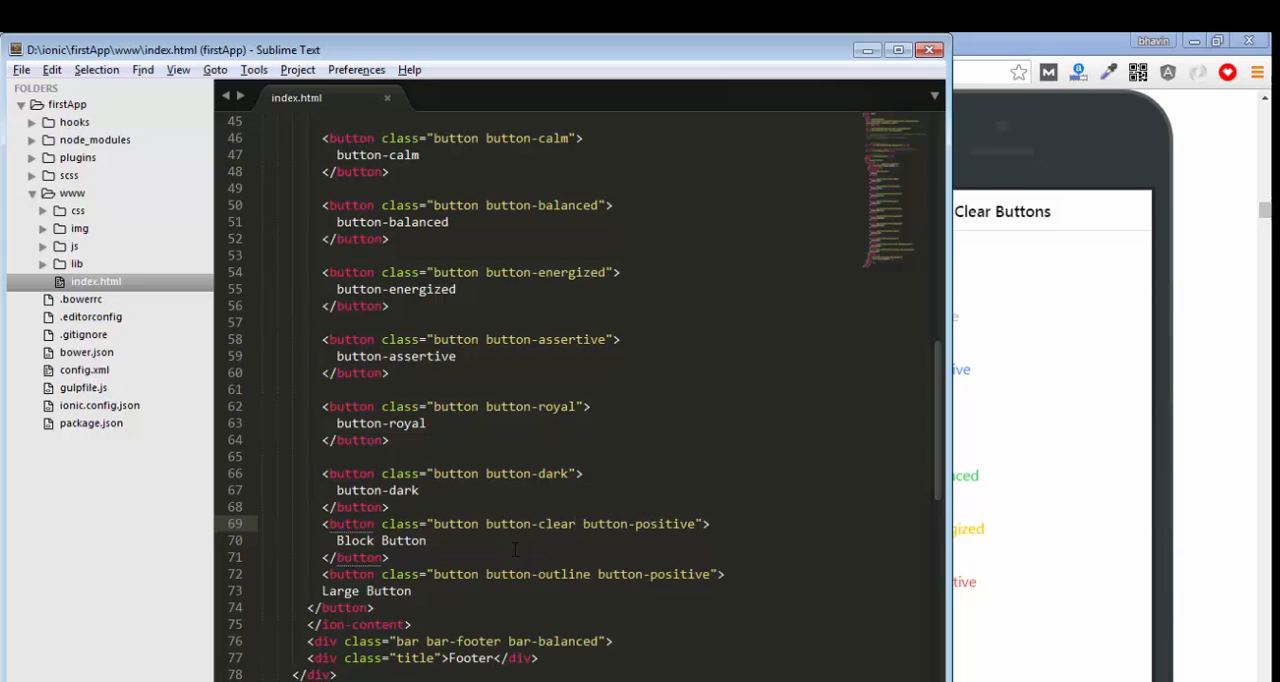 D:\ionic\firstApp\www\index.html (firstApp) - Sublime Text
bhavin
File Edit Selection Find View Goto Tools Project Preferences Help
FOLDERS
firstApp
hooks
node_modules
plugins
scss
www
css
img
js
lib
index.html
.bowerrc
.editorconfig
.gitignore
bower.json
config.xml
gulpfile.js
ionic.config.json
package.json
index.html
45
46 <button class="button button-calm">
47 button-calm
48 </button>
49
50 <button class="button button-balanced">
51 button-balanced
52 </button>
53
54 <button class="button button-energized">
55 button-energized
56 </button>
57
58 <button class="button button-assertive">
59 button-assertive
60 </button>
61
62 <button class="button button-royal">
63 button-royal
64 </button>
65
66 <button class="button button-dark">
67 button-dark
68 </button>
69 <button class="button button-clear button-positive">
70 Block Button
71 </button>
72 <button class="button button-outline button-positive">
73 Large Button
74 </button>
75 </ion-content>
76 <div class="bar bar-footer bar-balanced">
77 <div class="title">Footer</div>
78 </div>
Clear Buttons
e
ive
ced
gized
tive